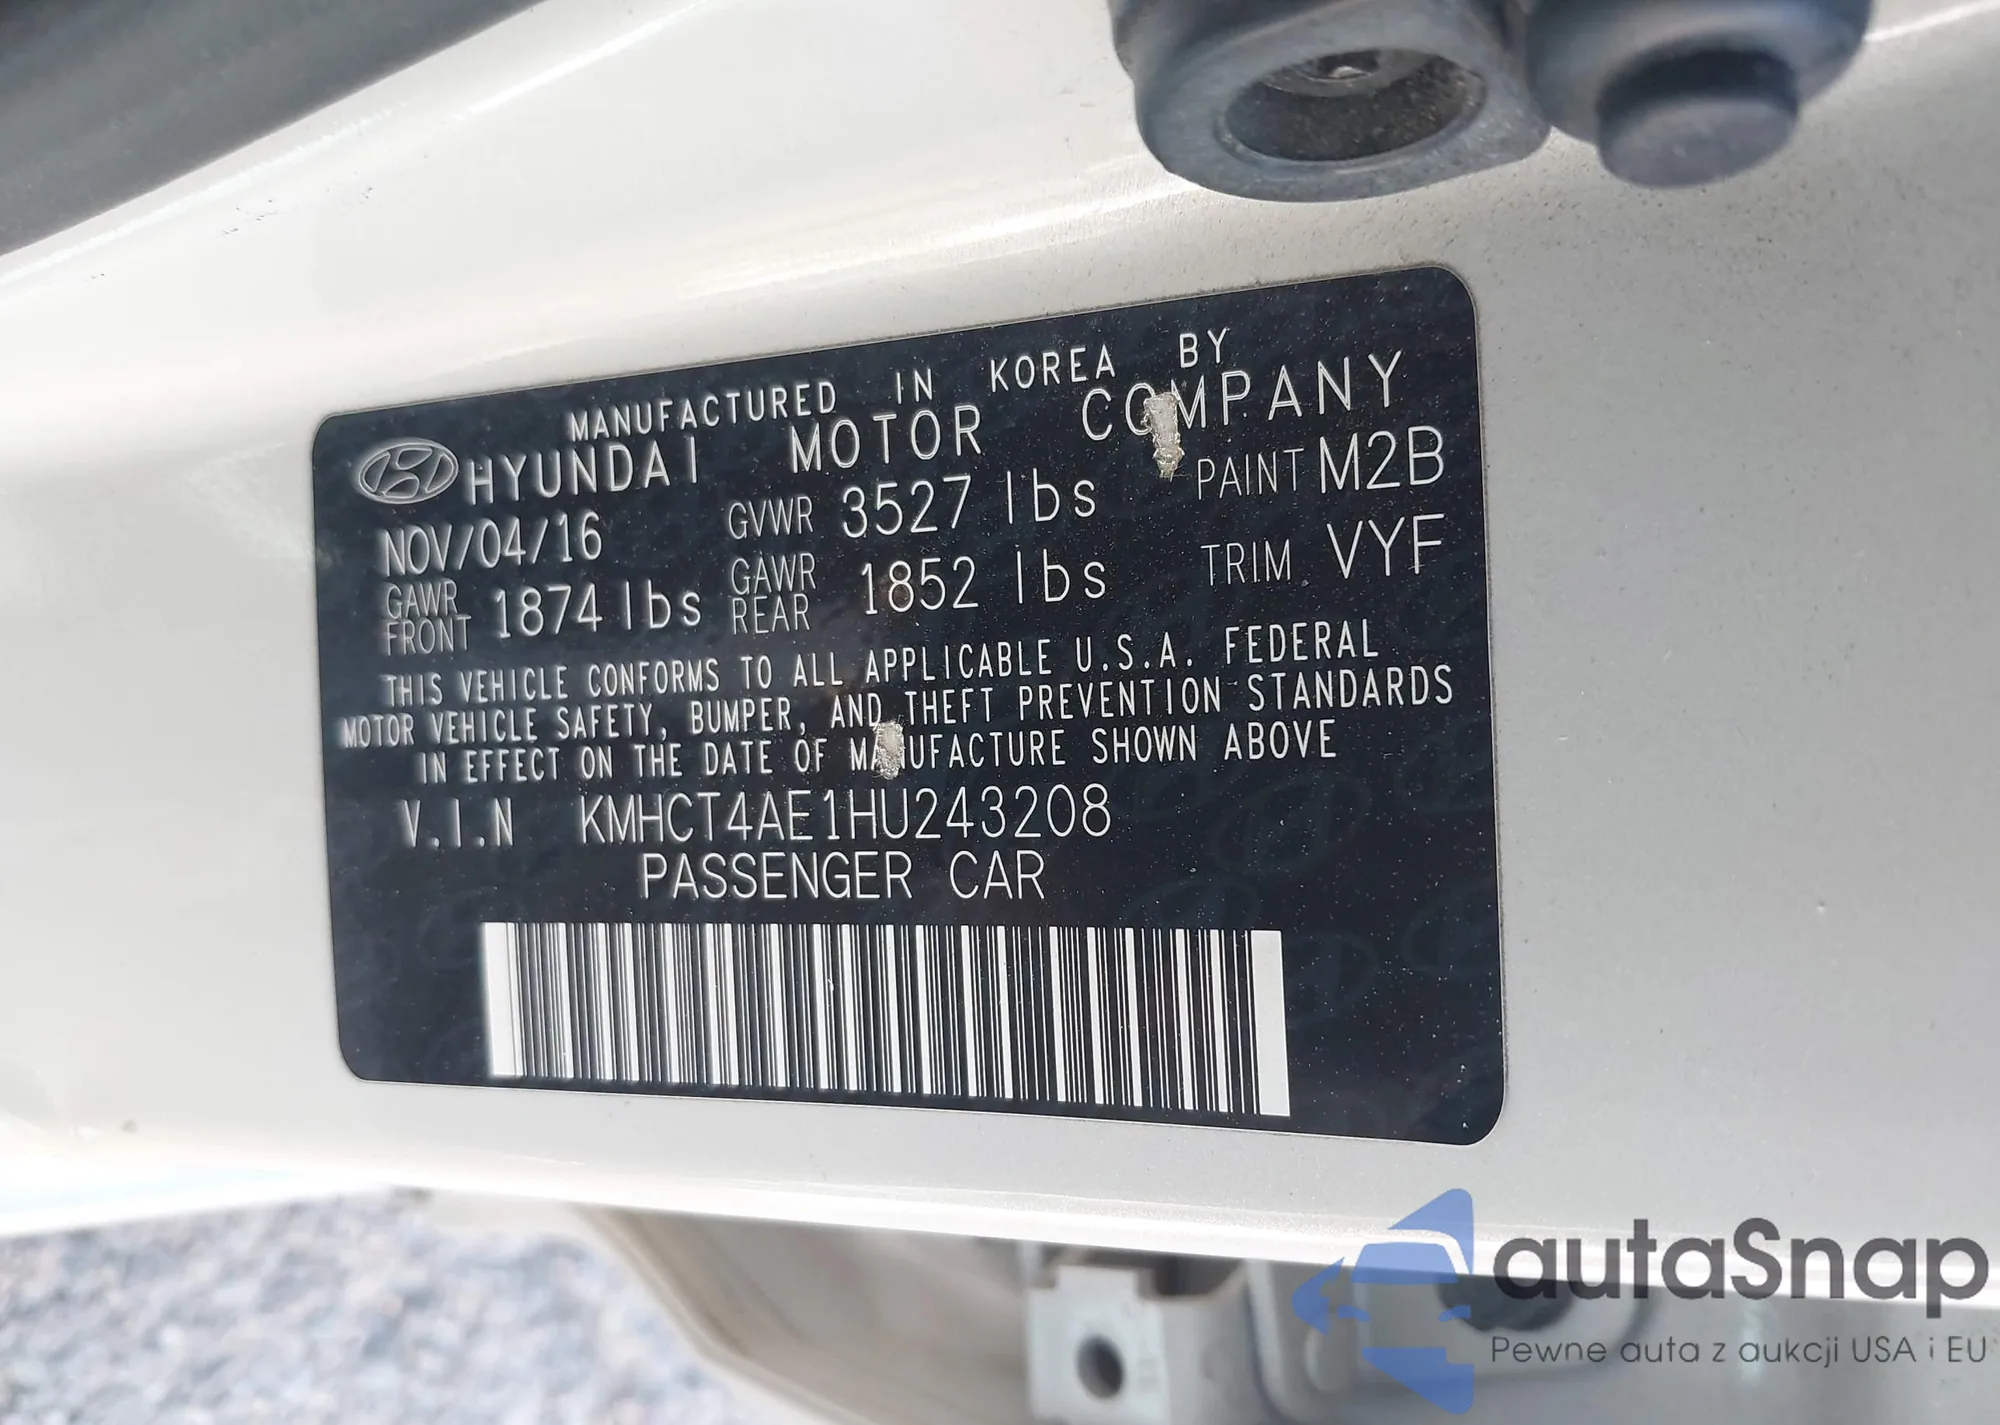 MANUFACTURED IN KOREA BY
HYUNDAI MOTOR COMPANY
NOV/04/16 GVWR 3527 lbs PAINT M2B
GAWR FRONT 1874 lbs GAWR REAR 1852 lbs TRIM VYF
THIS VEHICLE CONFORMS TO ALL APPLICABLE U.S.A. FEDERAL
MOTOR VEHICLE SAFETY, BUMPER, AND THEFT PREVENTION STANDARDS
IN EFFECT ON THE DATE OF MANUFACTURE SHOWN ABOVE
V.I.N KMHCT4AE1HU243208
PASSENGER CAR
autaSnap
Pewne auta z aukcji USA i EU